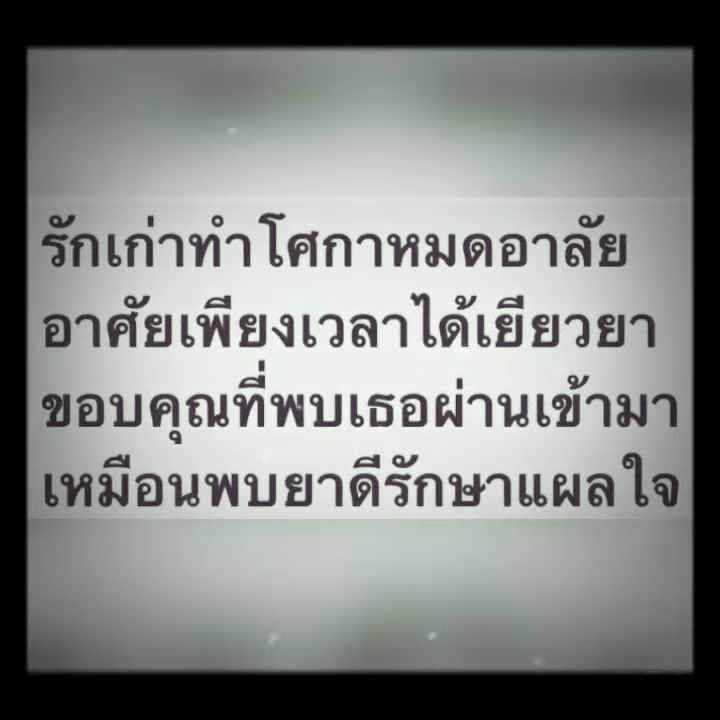 รักเก่าทำโศกาหมดอาลัย
อาศัยเพียงเวลาได้เยียวยา
ขอบคุณที่พบเธอผ่านเข้ามา
เหมือนพบยาดีรักษาแผลใจ